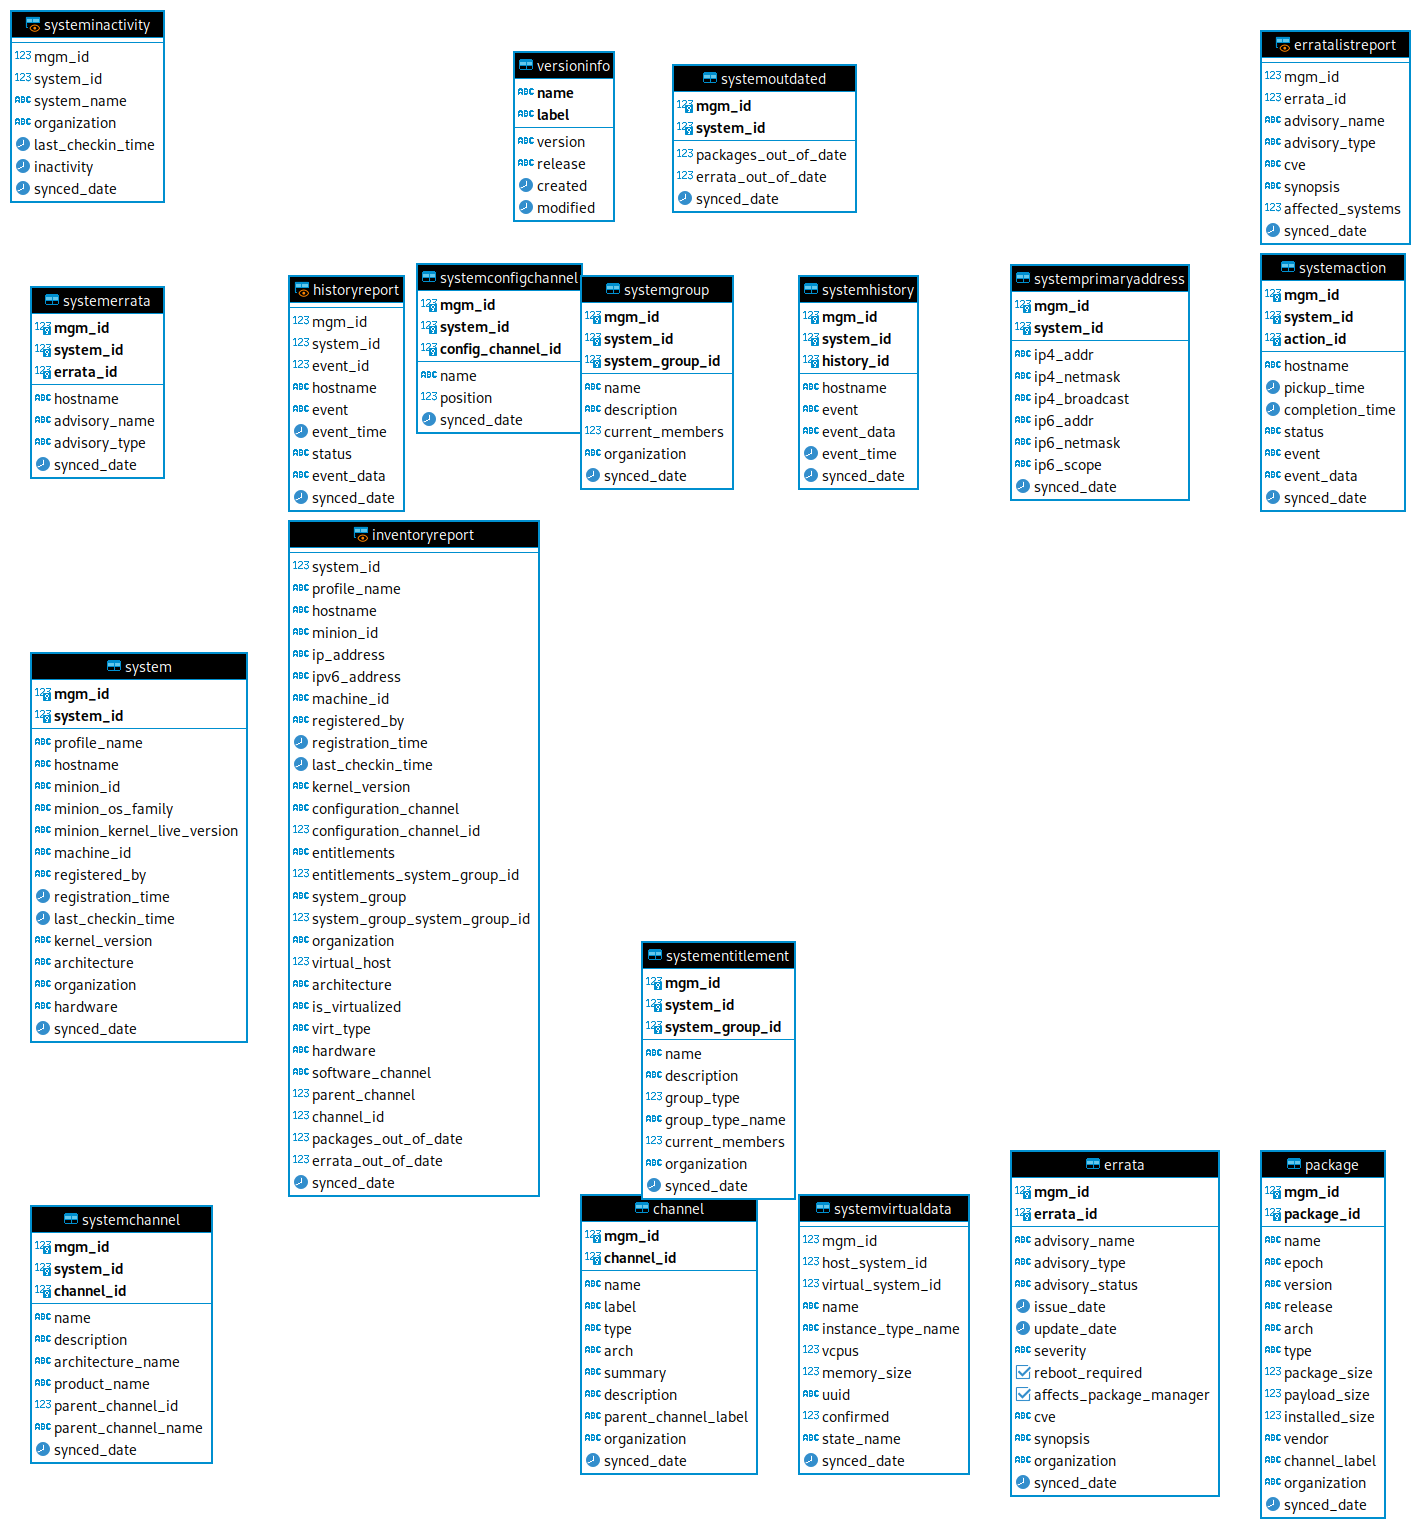 systeminactivity
123 mgm_id
123 system_id
ABC system_name
ABC organization
last_checkin_time
inactivity
synced_date
versioninfo
ABC name
ABC label
ABC version
ABC release
created
modified
systemoutdated
123 mgm_id
123 system_id
123 packages_out_of_date
123 errata_out_of_date
synced_date
erratalistreport
123 mgm_id
123 errata_id
ABC advisory_name
ABC advisory_type
ABC cve
ABC synopsis
123 affected_systems
synced_date
systemerrata
123 mgm_id
123 system_id
123 errata_id
ABC hostname
ABC advisory_name
ABC advisory_type
synced_date
historyreport
123 mgm_id
123 system_id
123 event_id
ABC hostname
ABC event
event_time
ABC status
ABC event_data
synced_date
systemconfigchannel
123 mgm_id
123 system_id
123 config_channel_id
ABC name
123 position
synced_date
systemgroup
123 mgm_id
123 system_id
123 system_group_id
ABC name
ABC description
123 current_members
ABC organization
synced_date
systemhistory
123 mgm_id
123 system_id
123 history_id
ABC hostname
ABC event
ABC event_data
event_time
synced_date
systemprimaryaddress
123 mgm_id
123 system_id
ABC ip4_addr
ABC ip4_netmask
ABC ip4_broadcast
ABC ip6_addr
ABC ip6_netmask
ABC ip6_scope
synced_date
systemaction
123 mgm_id
123 system_id
123 action_id
ABC hostname
pickup_time
completion_time
ABC status
ABC event
ABC event_data
synced_date
inventoryreport
123 system_id
ABC profile_name
ABC hostname
ABC minion_id
ABC ip_address
ABC ipv6_address
ABC machine_id
ABC registered_by
registration_time
last_checkin_time
ABC kernel_version
ABC configuration_channel
123 configuration_channel_id
ABC entitlements
123 entitlements_system_group_id
ABC system_group
123 system_group_system_group_id
ABC organization
123 virtual_host
ABC architecture
ABC is_virtualized
ABC virt_type
ABC hardware
ABC software_channel
123 parent_channel
123 channel_id
123 packages_out_of_date
123 errata_out_of_date
synced_date
system
123 mgm_id
123 system_id
ABC profile_name
ABC hostname
ABC minion_id
ABC minion_os_family
ABC minion_kernel_live_version
ABC machine_id
ABC registered_by
registration_time
last_checkin_time
ABC kernel_version
ABC architecture
ABC organization
ABC hardware
synced_date
systementitlement
123 mgm_id
123 system_id
123 system_group_id
ABC name
ABC description
123 group_type
ABC group_type_name
123 current_members
ABC organization
synced_date
systemchannel
123 mgm_id
123 system_id
123 channel_id
ABC name
ABC description
ABC architecture_name
ABC product_name
123 parent_channel_id
ABC parent_channel_name
synced_date
channel
123 mgm_id
123 channel_id
ABC name
ABC label
ABC type
ABC arch
ABC summary
ABC description
ABC parent_channel_label
ABC organization
synced_date
systemvirtualdata
123 mgm_id
123 host_system_id
123 virtual_system_id
ABC name
ABC instance_type_name
123 vcpus
123 memory_size
ABC uuid
123 confirmed
ABC state_name
synced_date
errata
123 mgm_id
123 errata_id
ABC advisory_name
ABC advisory_type
ABC advisory_status
issue_date
update_date
ABC severity
reboot_required
affects_package_manager
ABC cve
ABC synopsis
ABC organization
synced_date
package
123 mgm_id
123 package_id
ABC name
ABC epoch
ABC version
ABC release
ABC arch
ABC type
123 package_size
123 payload_size
123 installed_size
ABC vendor
ABC channel_label
ABC organization
synced_date